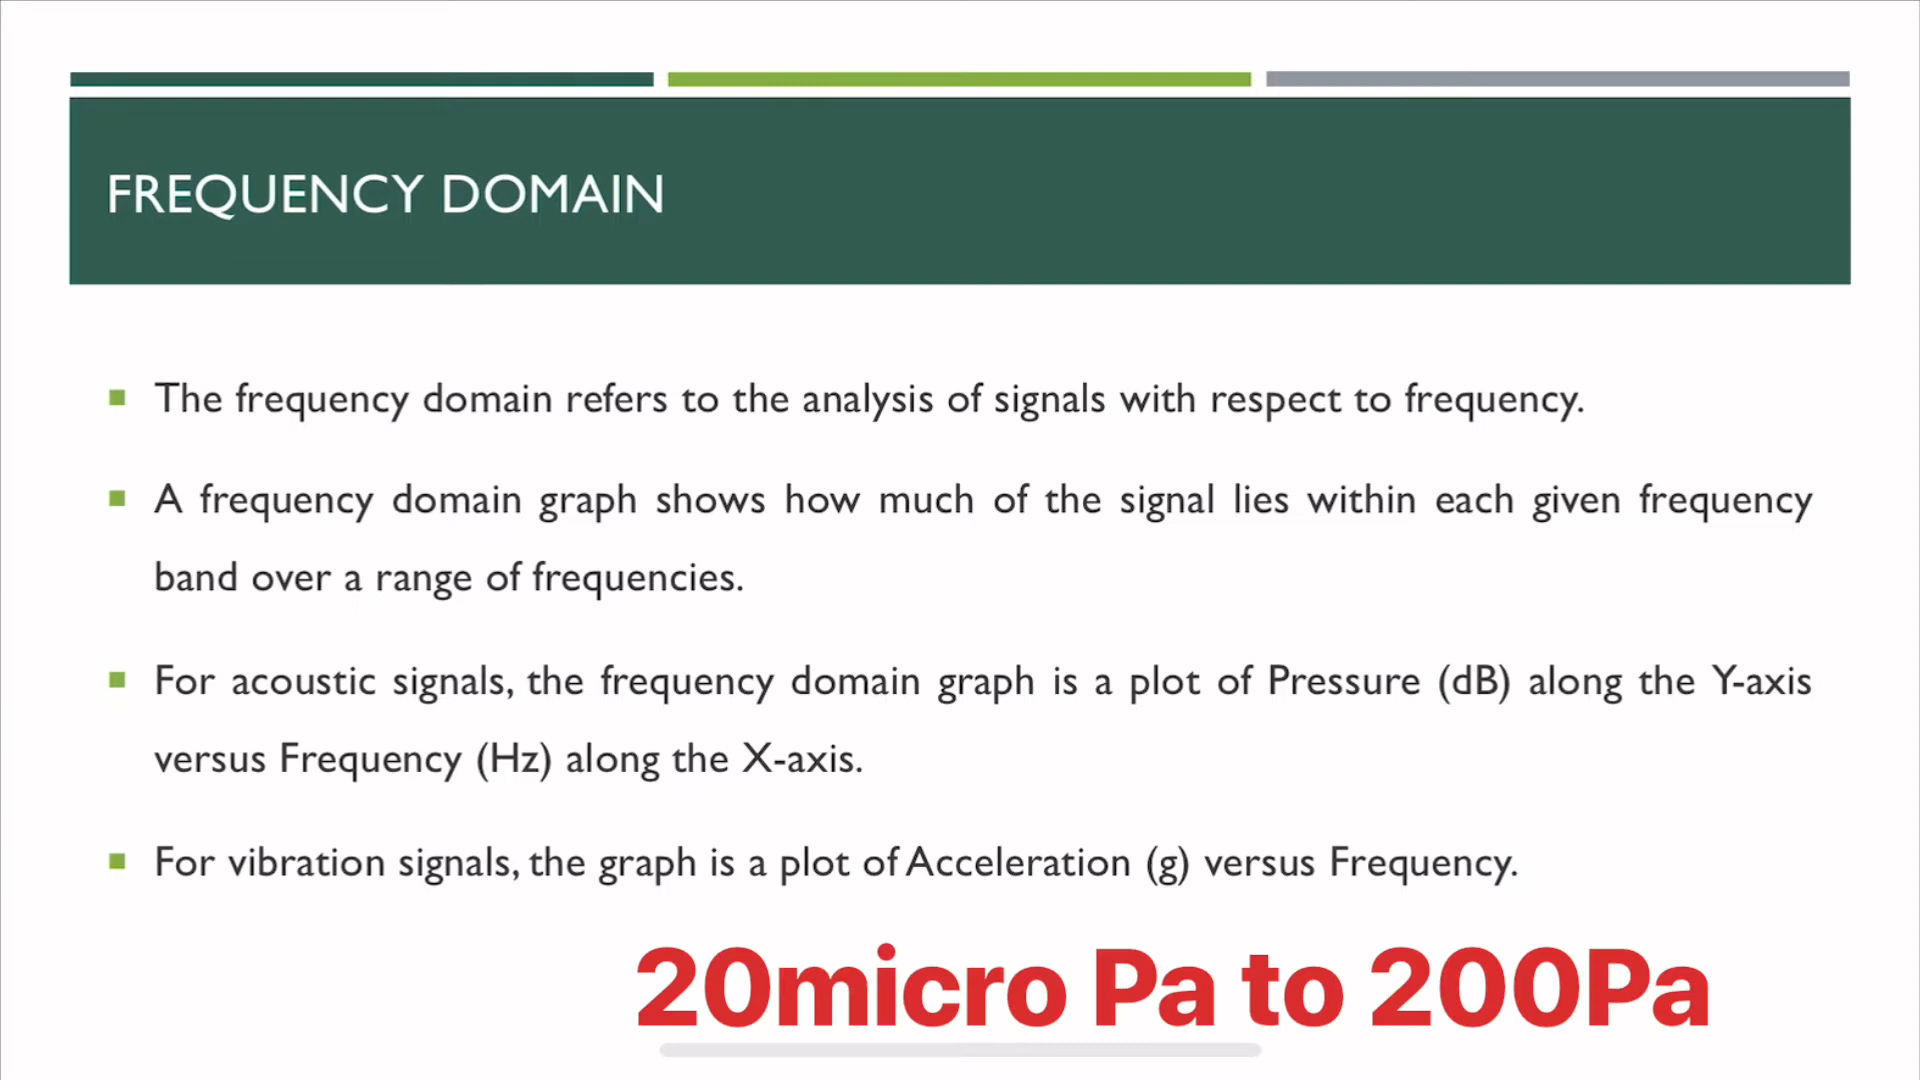 FREQUENCY DOMAIN
The frequency domain refers to the analysis of signals with respect to frequency.
A frequency domain graph shows how much of the signal lies within each given frequency
band over a range of frequencies.
For acoustic signals, the frequency domain graph is a plot of Pressure (dB) along the Y-axis
versus Frequency (Hz) along the X-axis.
For vibration signals, the graph is a plot of Acceleration (g) versus Frequency.
20micro Pa to 200Pa